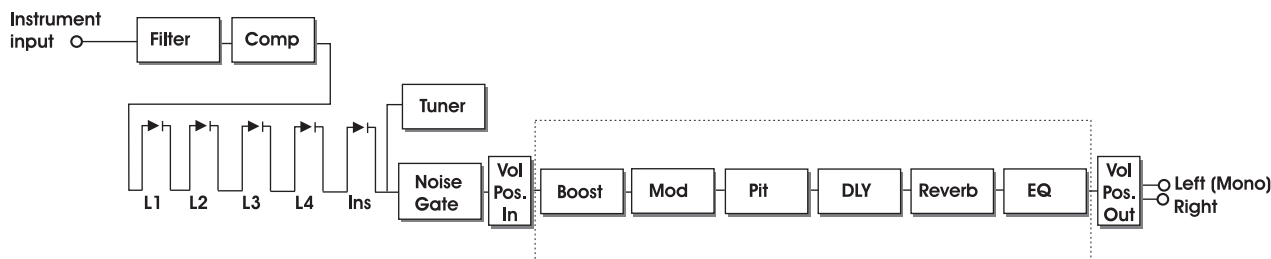 Instrument
input
Filter
Comp
Tuner
L1
L2
L3
L4
Ins
Noise
Gate
Vol
Pos.
In
Boost
Mod
Pit
DLY
Reverb
EQ
Vol
Pos.
Out
Left (Mono)
Right